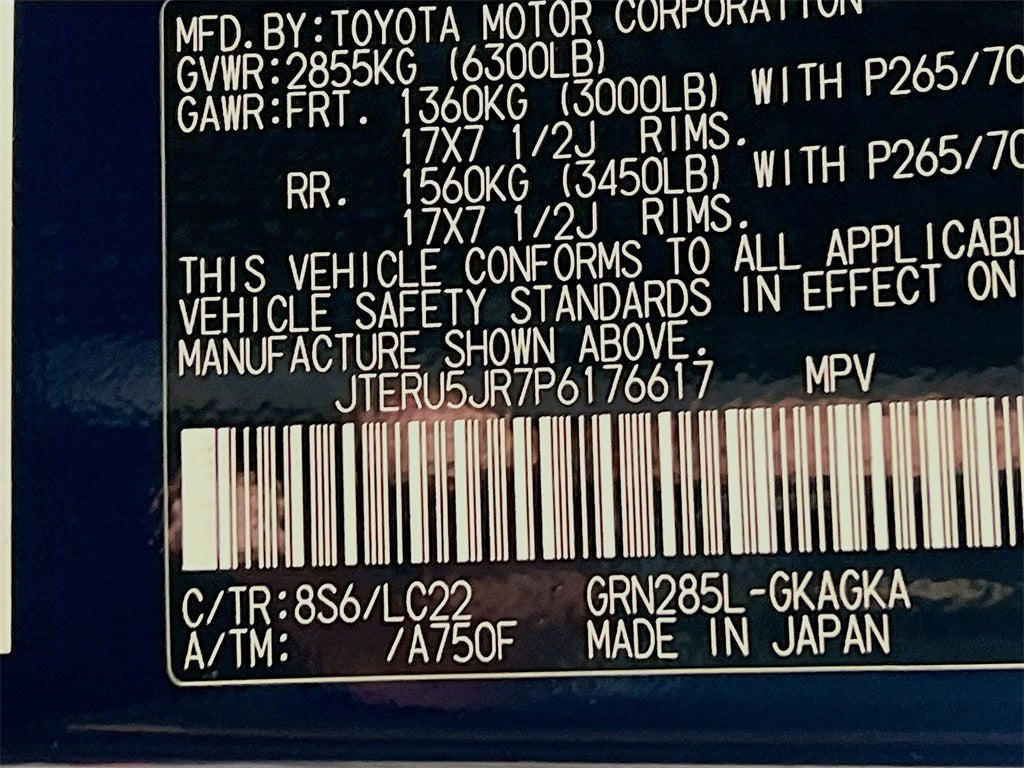 MFD.BY:TOYOTA MOTOR CORPORATION
GVWR:2855KG (6300LB)
GAWR:FRT. 1360KG (3000LB) WITH P265/70
17X7 1/2J RIMS.
RR. 1560KG (3450LB) WITH P265/70
17X7 1/2J RIMS.
THIS VEHICLE CONFORMS TO ALL APPLICABL
VEHICLE SAFETY STANDARDS IN EFFECT ON
MANUFACTURE SHOWN ABOVE.
JTERU5JR7P6176617 MPV
C/TR:8S6/LC22 GRN285L-GKAGKA
A/TM: /A750F MADE IN JAPAN